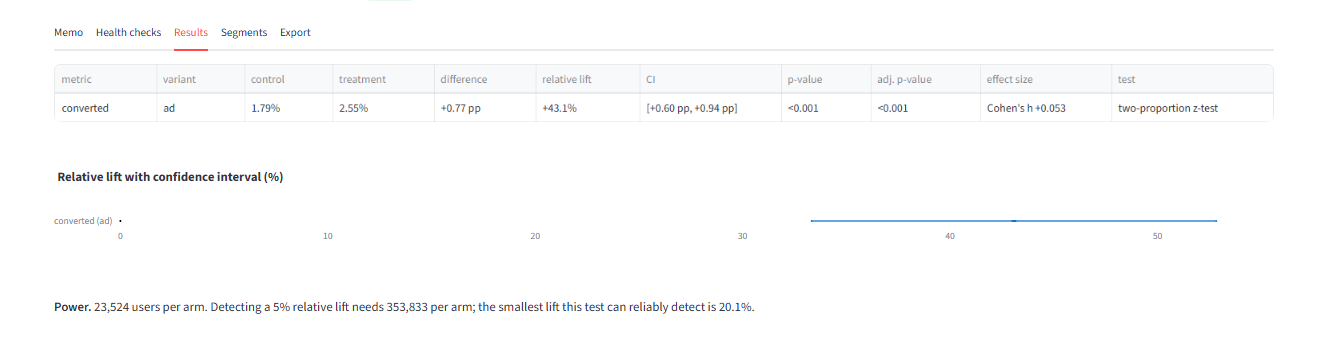 Memo Health checks Results Segments Export
metric variant control treatment difference relative lift CI p-value adj. p-value effect size test
converted ad 1.79% 2.55% +0.77 pp +43.1% [+0.60 pp, +0.94 pp] <0.001 <0.001 Cohen's h +0.053 two-proportion z-test
Relative lift with confidence interval (%)
converted (ad)
0 10 20 30 40 50
Power. 23,524 users per arm. Detecting a 5% relative lift needs 353,833 per arm; the smallest lift this test can reliably detect is 20.1%.